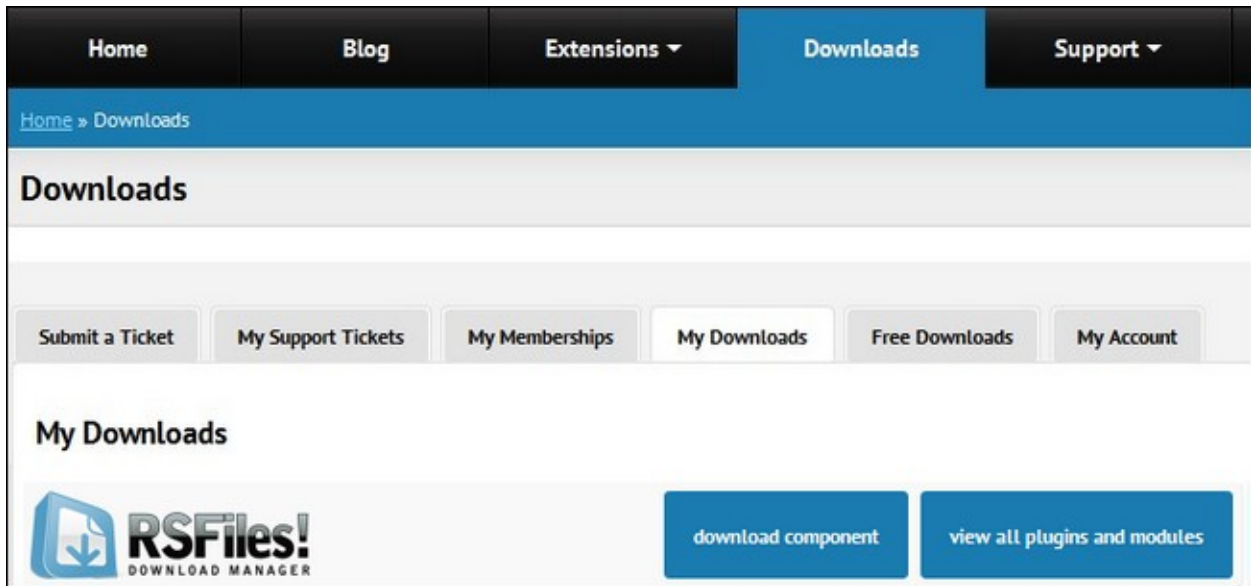 Home Blog Extensions Downloads Support
Home » Downloads
Downloads
Submit a Ticket My Support Tickets My Memberships My Downloads Free Downloads My Account
My Downloads
RSFiles! download component view all plugins and modules
DOWNLOAD MANAGER